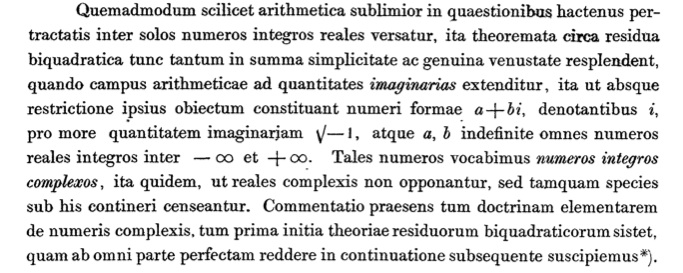 Quemadmodum scilicet arithmetica sublimior in quaestionibus hactenus per-
tractatis inter solos numeros integros reales versatur, ita theoremata circa residua
biquadratica tunc tantum in summa simplicitate ac genuina venustate resplendent,
quando campus arithmeticae ad quantitates imaginarias extenditur, ita ut absque
restrictione ipsius obiectum constituant numeri formae a+bi, denotantibus i,
pro more quantitatem imaginariam √—1, atque a, b indefinite omnes numeros
reales integros inter —∞ et +∞. Tales numeros vocabimus numeros integros
complexos, ita quidem, ut reales complexis non opponantur, sed tamquam species
sub his contineri censeantur. Commentatio praesens tum doctrinam elementarem
de numeris complexis, tum prima initia theoriae residuorum biquadraticorum sistet,
quam ab omni parte perfectam reddere in continuatione subsequente suscipiemus*).